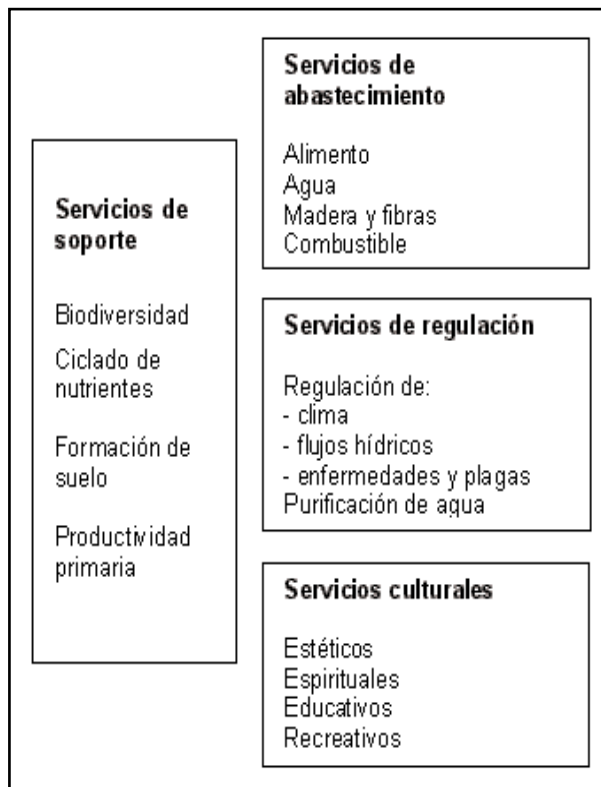 Servicios de
soporte
Biodiversidad
Ciclado de
nutrientes
Formación de
suelo
Productividad
primaria
Servicios de
abastecimiento
Alimento
Agua
Madera y fibras
Combustible
Servicios de regulación
Regulación de:
- clima
- flujos hídricos
- enfermedades y plagas
Purificación de agua
Servicios culturales
Estéticos
Espirituales
Educativos
Recreativos